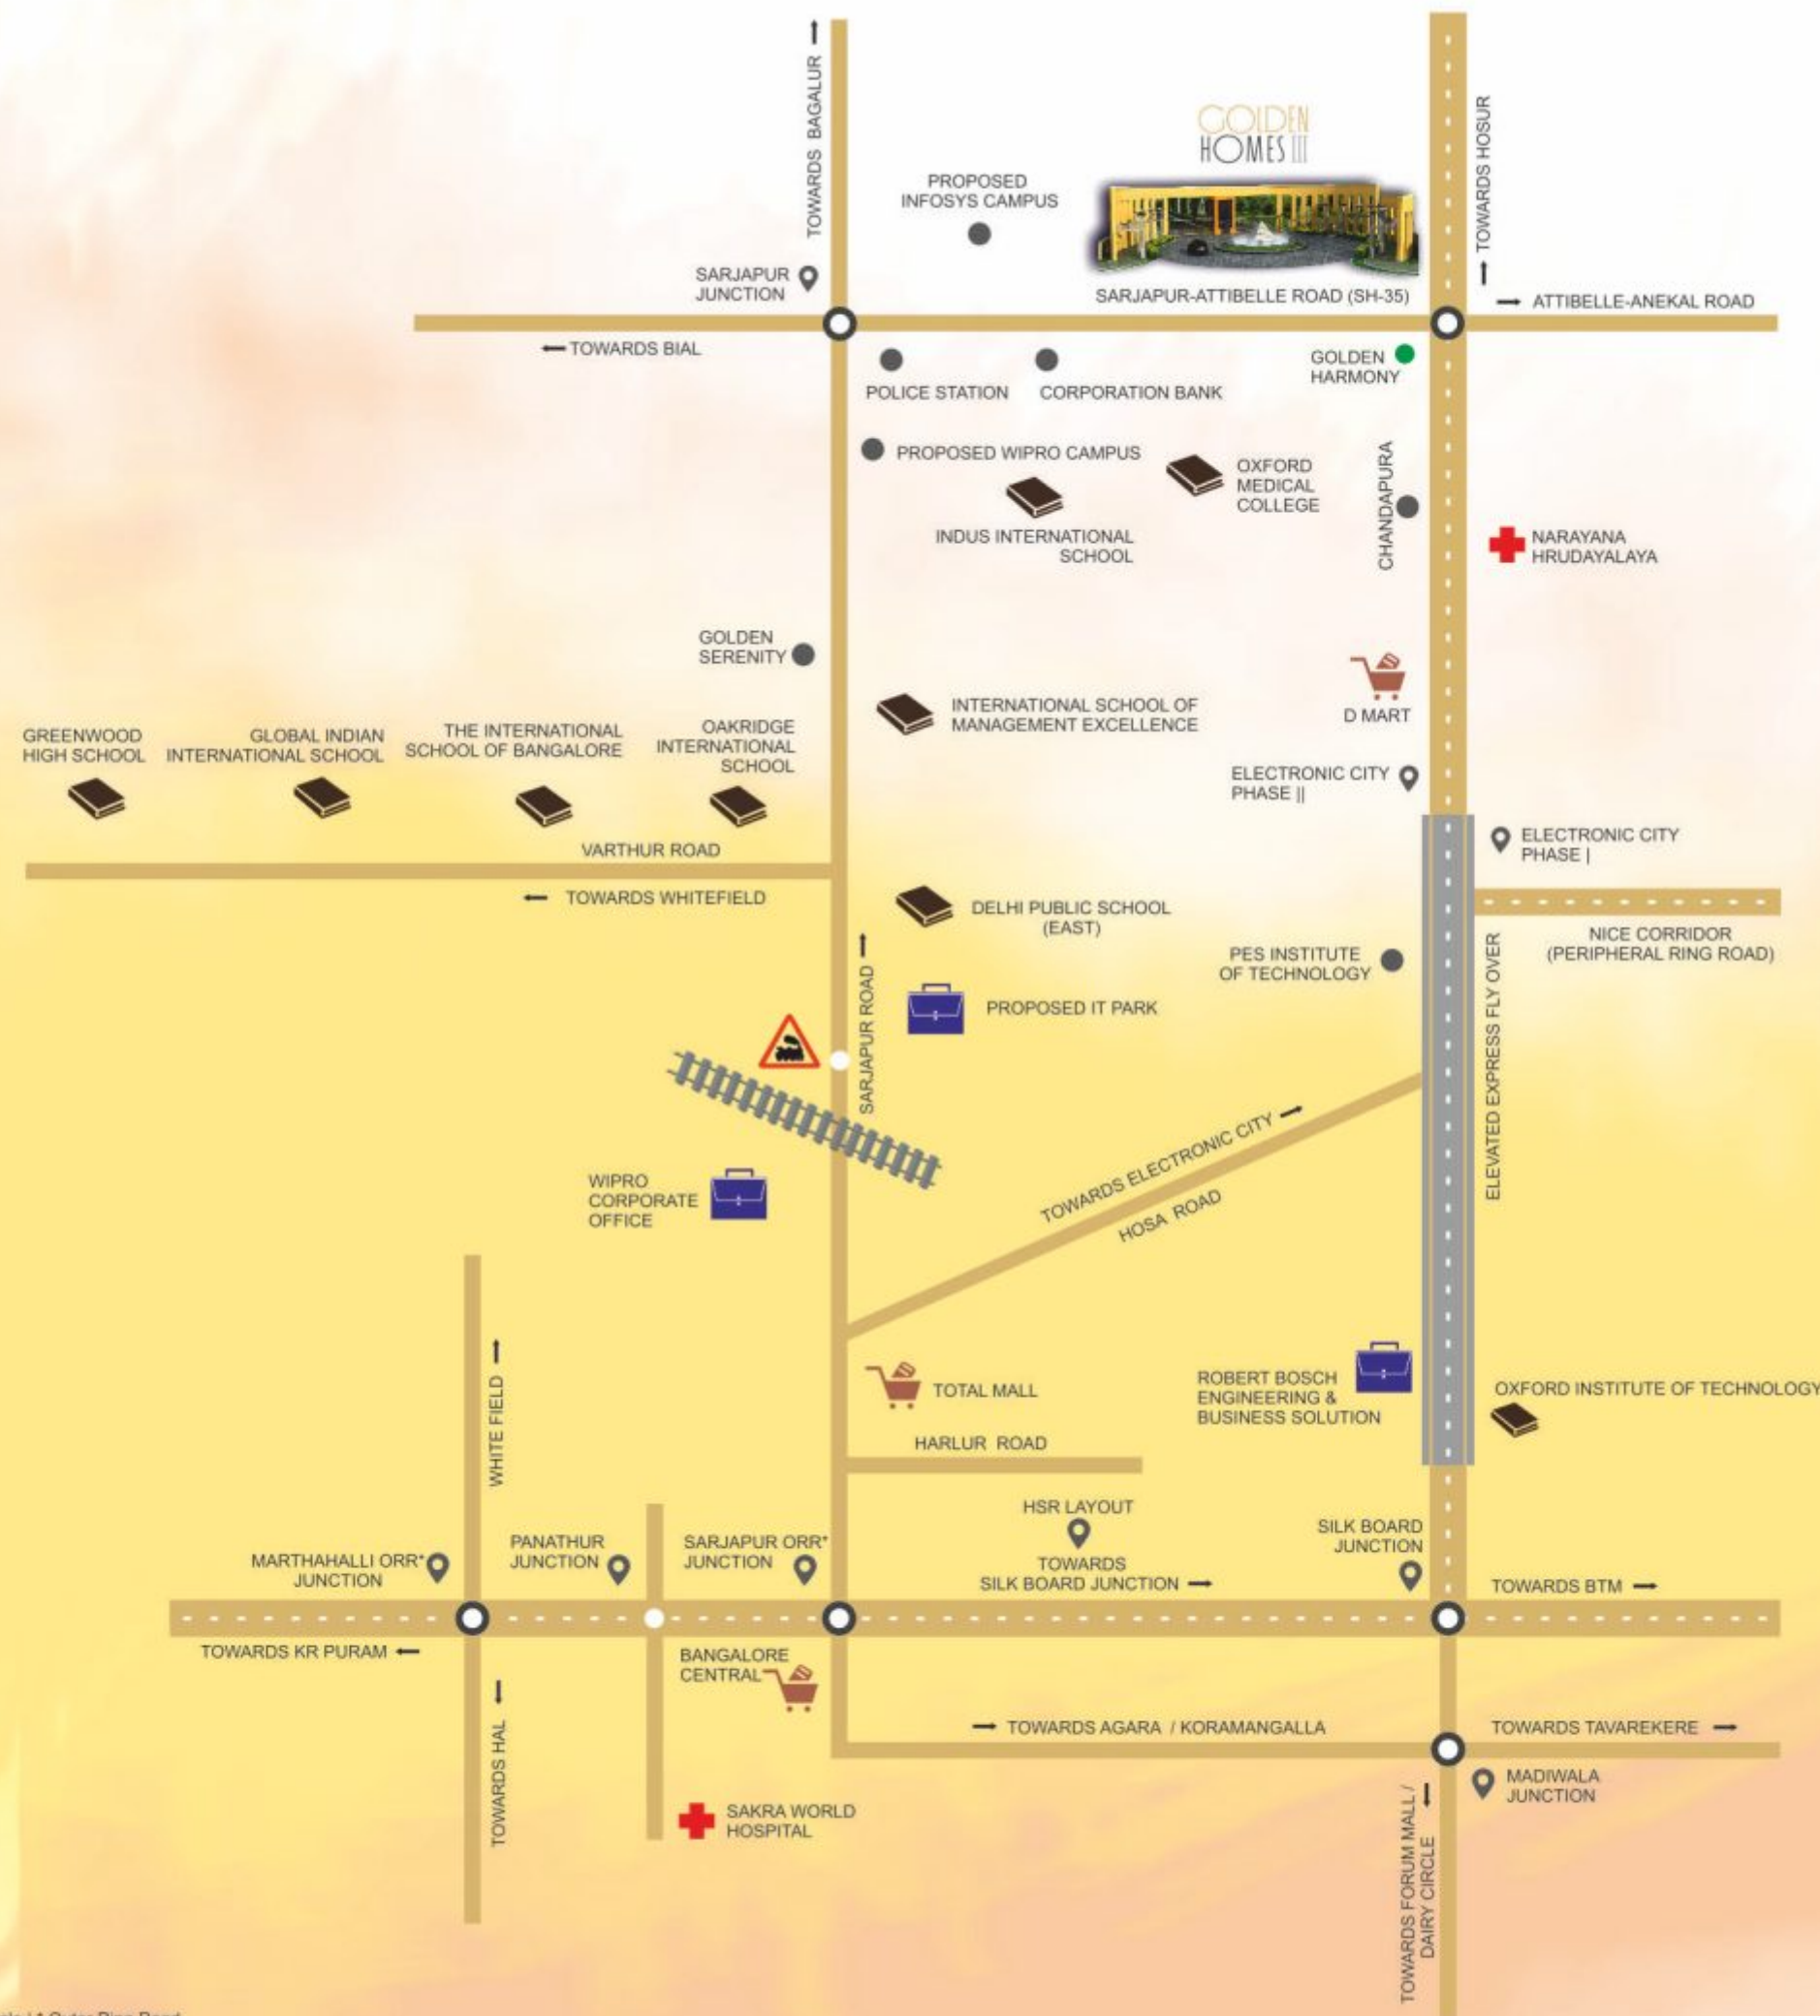 TOWARDS BAGALUR
GOLDEN
HOMES III
TOWARDS HOSUR
PROPOSED
INFOSYS CAMPUS
SARJAPUR
JUNCTION
SARJAPUR-ATTIBELLE ROAD (SH-35)
ATTIBELLE-ANEKAL ROAD
TOWARDS BIAL
POLICE STATION
CORPORATION BANK
GOLDEN
HARMONY
PROPOSED WIPRO CAMPUS
OXFORD
MEDICAL
COLLEGE
CHANDAPURA
INDUS INTERNATIONAL
SCHOOL
NARAYANA
HRUDAYALAYA
GOLDEN
SERENITY
INTERNATIONAL SCHOOL OF
MANAGEMENT EXCELLENCE
D MART
GREENWOOD
HIGH SCHOOL
GLOBAL INDIAN
INTERNATIONAL SCHOOL
THE INTERNATIONAL
SCHOOL OF BANGALORE
OAKRIDGE
INTERNATIONAL
SCHOOL
ELECTRONIC CITY
PHASE ||
ELECTRONIC CITY
PHASE |
VARTHUR ROAD
TOWARDS WHITEFIELD
DELHI PUBLIC SCHOOL
(EAST)
NICE CORRIDOR
(PERIPHERAL RING ROAD)
PES INSTITUTE
OF TECHNOLOGY
SARJAPUR ROAD
PROPOSED IT PARK
ELEVATED EXPRESS FLY OVER
TOWARDS ELECTRONIC CITY
HOSA ROAD
WIPRO
CORPORATE
OFFICE
WHITE FIELD
TOTAL MALL
ROBERT BOSCH
ENGINEERING &
BUSINESS SOLUTION
OXFORD INSTITUTE OF TECHNOLOGY
HARLUR ROAD
HSR LAYOUT
TOWARDS
SILK BOARD JUNCTION
SILK BOARD
JUNCTION
MARTHAHALLI ORR*
JUNCTION
PANATHUR
JUNCTION
SARJAPUR ORR*
JUNCTION
TOWARDS BTM
TOWARDS KR PURAM
BANGALORE
CENTRAL
TOWARDS HAL
TOWARDS AGARA / KORAMANGALLA
TOWARDS TAVAREKERE
MADIWALA
JUNCTION
SAKRA WORLD
HOSPITAL
TOWARDS FORUM MALL /
DAIRY CIRCLE